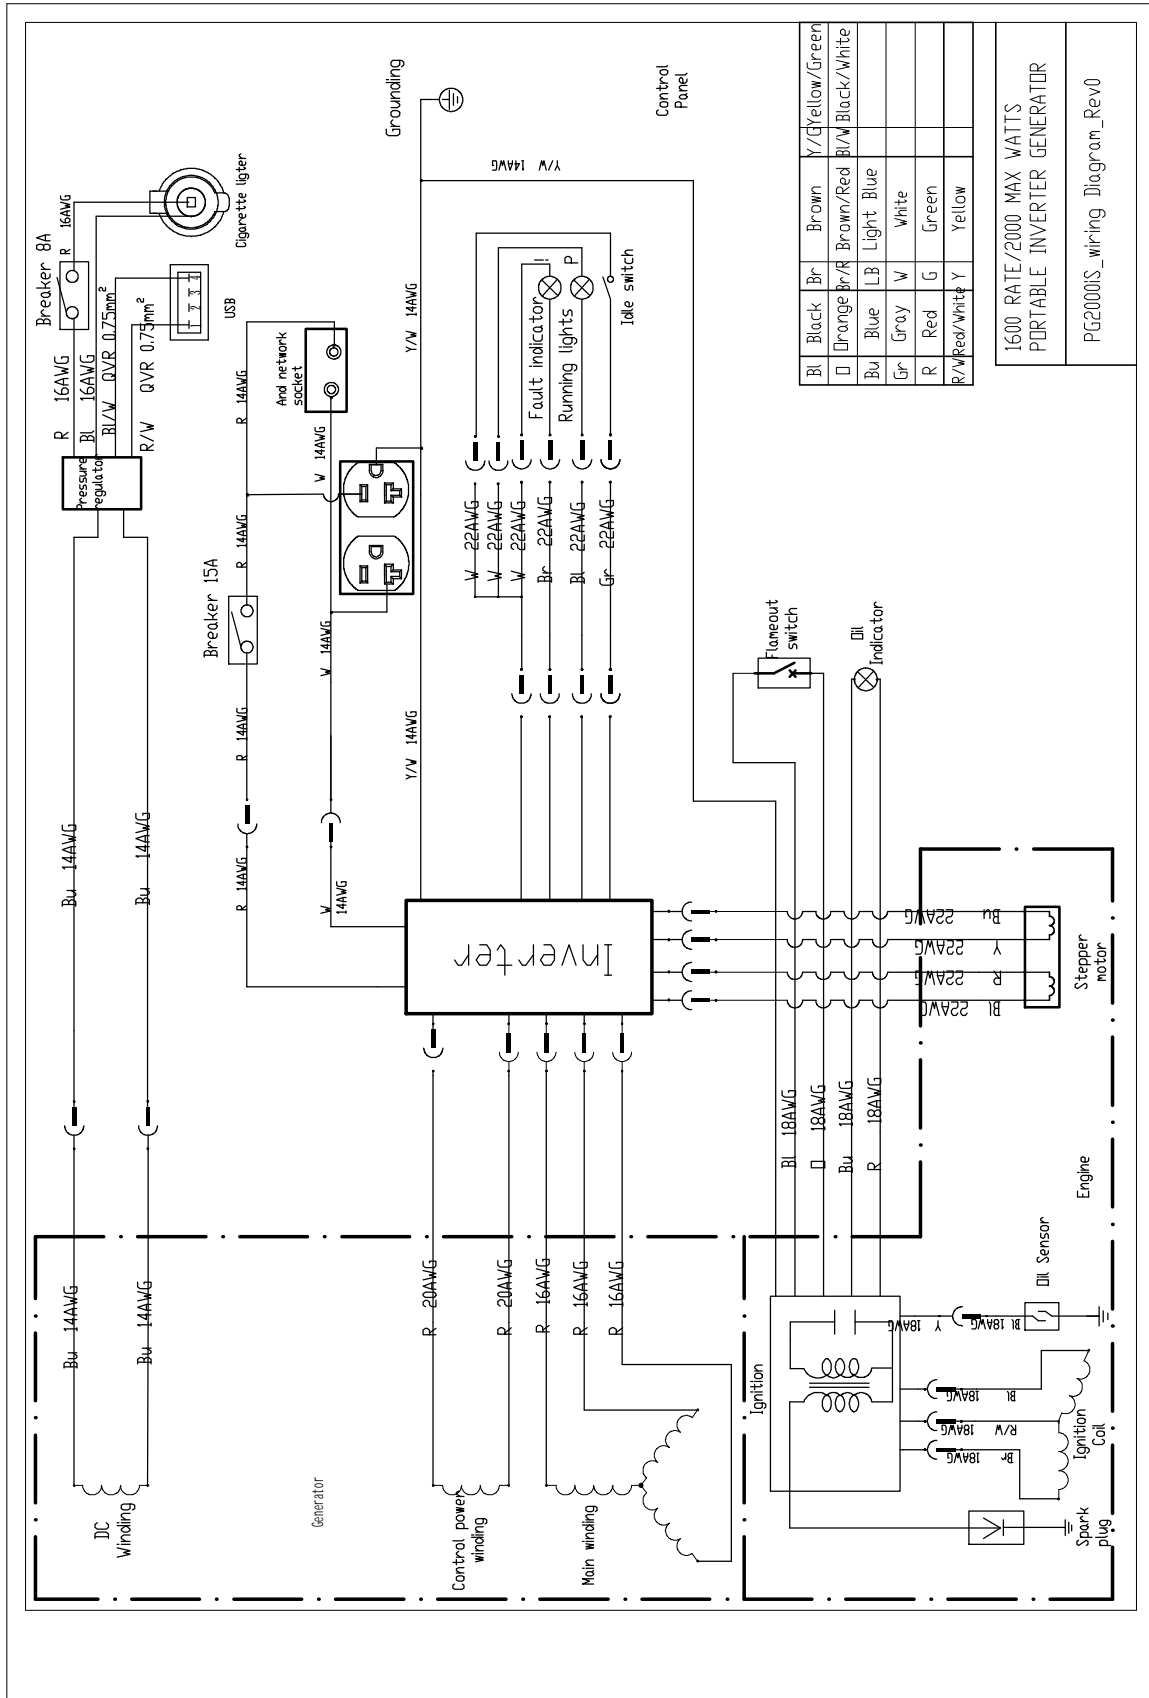 Grounding
Control
Panel
Cigarette ligter
Breaker 8A
R 16AWG
USB
1 2 3 4
R 16AWG
Bl 16AWG
Bl/W QVR 0.75mm²
R/W QVR 0.75mm²
Pressure
regulator
And network
socket
R 14AWG
W 14AWG
Y/W 14AWG
Y/W 14AWG
R 14AWG
Breaker 15A
W 14AWG
R 14AWG
Y/W 14AWG
R 14AWG
W
14AWG
Bu 14AWG
Bu 14AWG
!
P
Fault indicator
Running lights
Idle switch
W 22AWG
W 22AWG
W 22AWG
Br 22AWG
Bl 22AWG
Gr 22AWG
Flameout
switch
Oil
Indicator
Inverter
Bu 22AWG
Y 22AWG
R 22AWG
Bl 22AWG
Stepper
motor
Bl 18AWG
O 18AWG
Bu 18AWG
R 18AWG
Engine
Oil Sensor
Y 18AWG
Bl 18AWG
Ignition
Bl 18AWG
R/W 18AWG
Br 18AWG
Ignition
Coil
Spark
plug
Bu 14AWG
Bu 14AWG
R 20AWG
R 20AWG
R 16AWG
R 16AWG
R 16AWG
DC
Winding
Generator
Control power
winding
Main winding
Bl Black Br Brown Y/G Yellow/Green
O Orange Br/R Brown/Red Bl/W Black/White
Bu Blue LB Light Blue
Gr Gray W White
R Red G Green
R/W Red/White Y Yellow
1600 RATE/2000 MAX WATTS
PORTABLE INVERTER GENERATOR
PG2000iS_wiring Diagram_Rev0